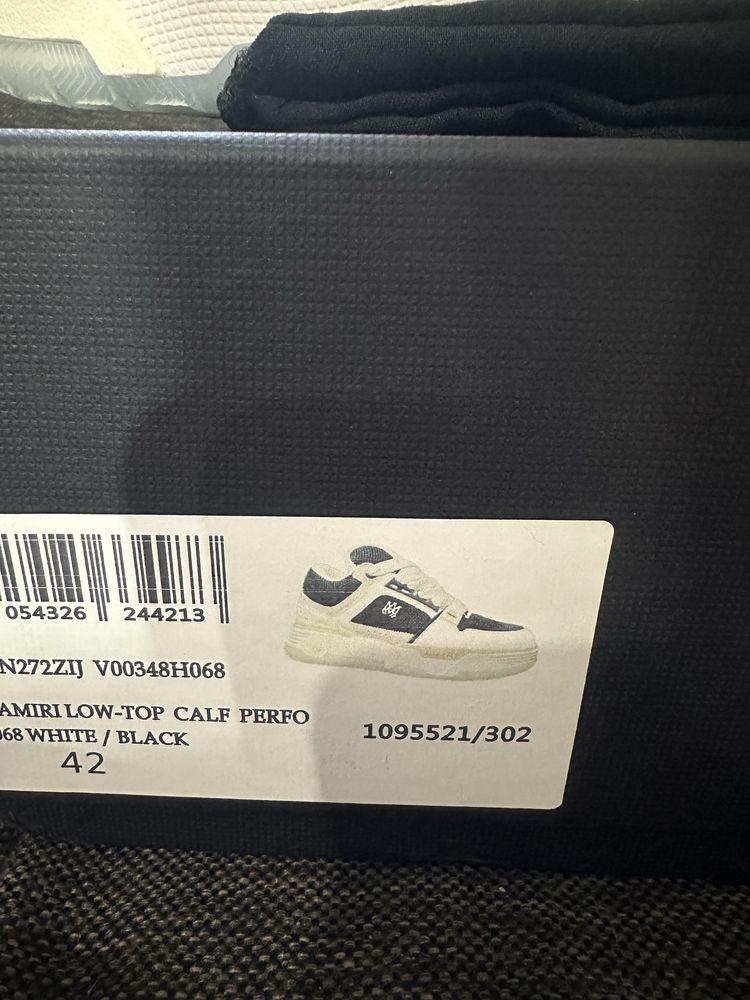 054326 244213
N272ZIJ V00348H068
AMIRI LOW-TOP CALF PERFO
068 WHITE / BLACK
1095521/302
42